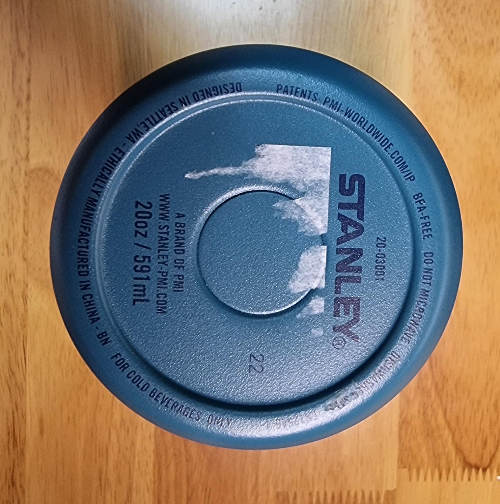 20-03001
STANLEY®
A BRAND OF PMI
WWW.STANLEY-PMI.COM
20oz / 591mL
22
PATENTS: PMI-WORLDWIDE.COM/IP BPA-FREE DO NOT MICROWAVE
FOR COLD BEVERAGES ONLY
DESIGNED IN SEATTLE, WA · ETHICALLY MANUFACTURED IN CHINA · BN